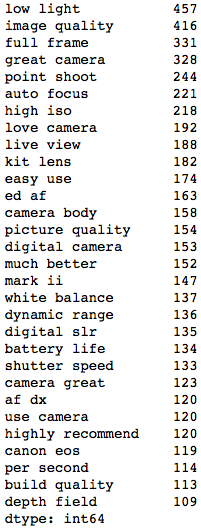 low light 457
image quality 416
full frame 331
great camera 328
point shoot 244
auto focus 221
high iso 218
love camera 192
live view 188
kit lens 182
easy use 174
ed af 163
camera body 158
picture quality 154
digital camera 153
much better 152
mark ii 147
white balance 137
dynamic range 136
digital slr 135
battery life 134
shutter speed 133
camera great 123
af dx 120
use camera 120
highly recommend 120
canon eos 119
per second 114
build quality 113
depth field 109
dtype: int64